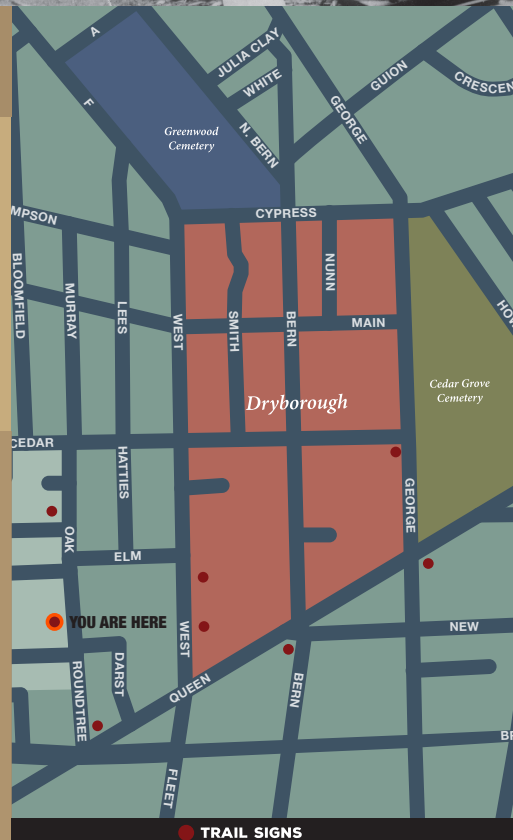 A
JULIA CLAY
WHITE
GUION
CRESCEN
F
Greenwood
Cemetery
N. BERN
GEORGE
MPSON
CYPRESS
BLOOMFIELD
MURRAY
LEES
WEST
SMITH
BERN
NUNN
MAIN
HOW
Cedar Grove
Cemetery
Dryborough
CEDAR
HATTIES
OAK
GEORGE
ELM
YOU ARE HERE
WEST
NEW
ROUNDTREE
DARST
QUEEN
BERN
BR
FLEET
TRAIL SIGNS